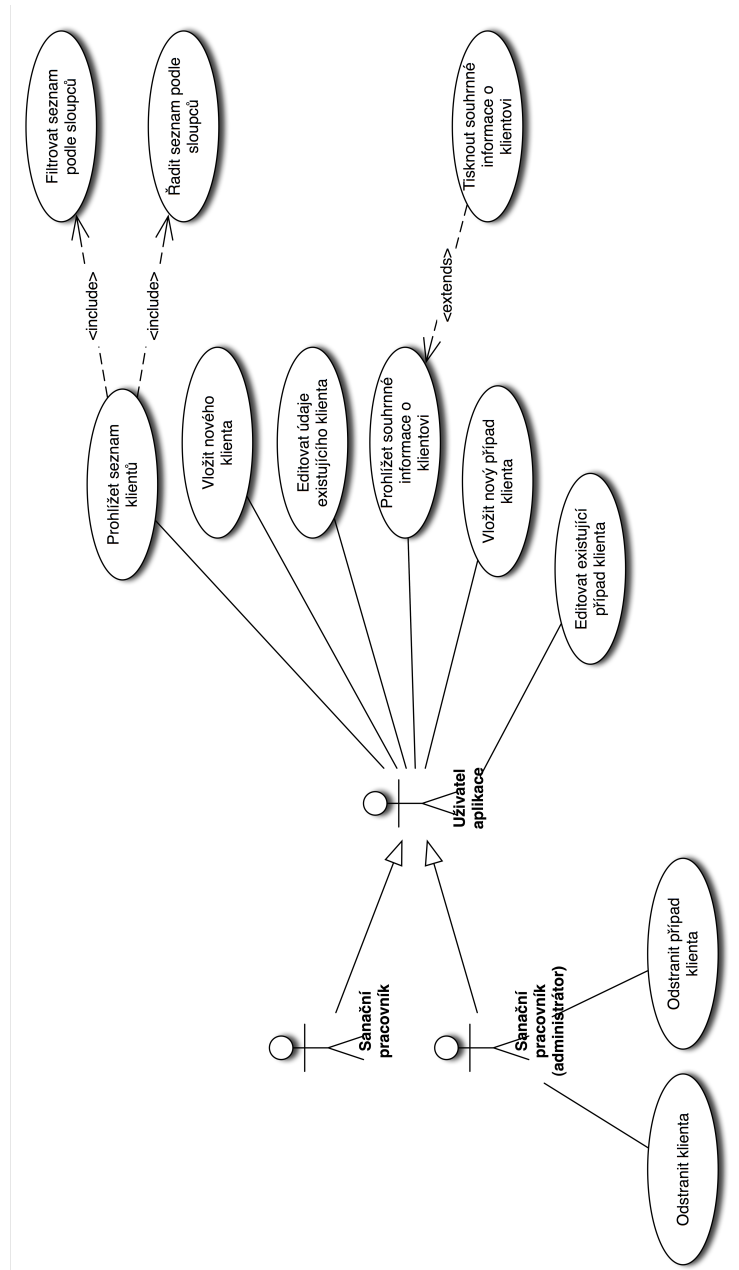 Filtrovat seznam
podle sloupců
Řadit seznam podle
sloupců
Tisknout souhrnné
informace o
klientovi
<include>
<include>
<extends>
Prohlížet seznam
klientů
Vložit nového
klienta
Editovat údaje
existujícího klienta
Prohlížet souhrnné
informace o
klientovi
Vložit nový případ
klienta
Editovat existující
případ klienta
Uživatel
aplikace
Sanační
pracovník
Sanační
pracovník
(administrátor)
Odstranit případ
klienta
Odstranit klienta